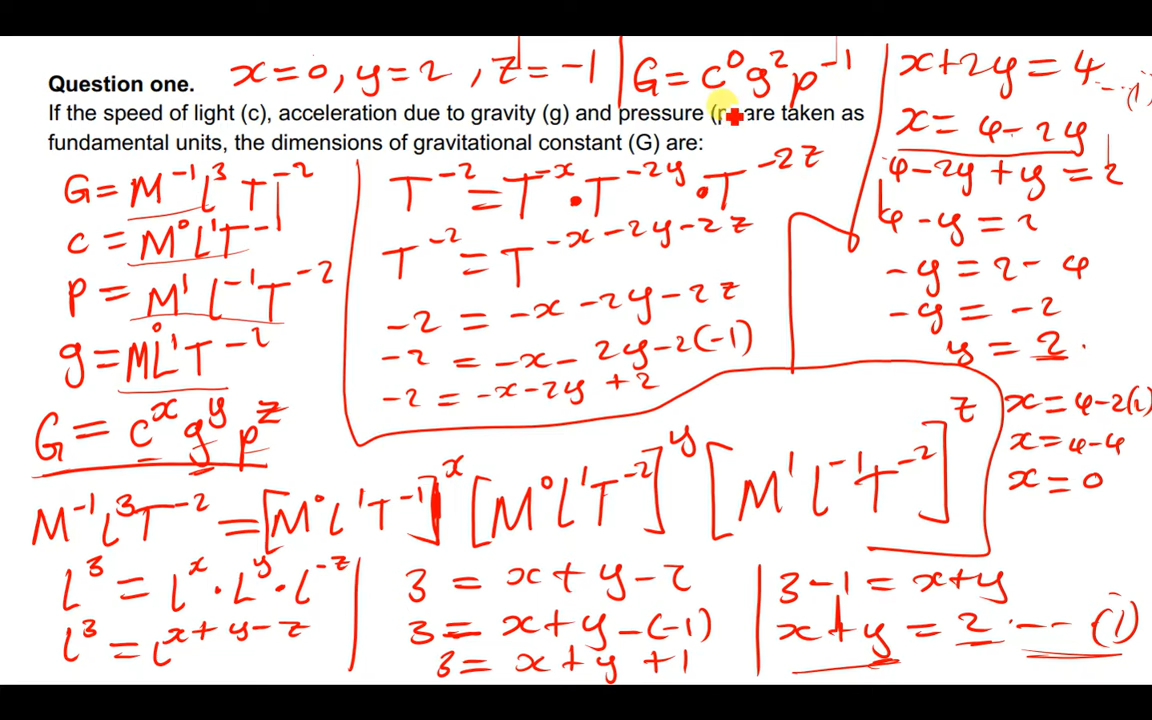 Question one.
x=0, y=2, z=-1
G = c⁰g²p⁻¹
If the speed of light (c), acceleration due to gravity (g) and pressure (p are taken as
fundamental units, the dimensions of gravitational constant (G) are:
G = M⁻¹L³T⁻²
c = M⁰L¹T⁻¹
p = M¹L⁻¹T⁻²
g = M⁰L¹T⁻²
G = cˣ gʸ pᶻ
T⁻² = T⁻ˣ · T⁻²ʸ · T⁻²ᶻ
T⁻² = T⁻ˣ⁻²ʸ⁻²ᶻ
-2 = -x-2y-2z
-2 = -x-2y-2(-1)
-2 = -x-2y+2
x+2y=4 ---(i)
x=4-2y
4-2y+y=2
4-y=2
-y=2-4
-y=-2
y=2.
x=4-2(2)
x=4-4
x=0
M⁻¹L³T⁻² = [M⁰L¹T⁻¹]ˣ [M⁰L¹T⁻²]ʸ [M¹L⁻¹T⁻²]ᶻ
L³ = Lˣ · Lʸ · L⁻ᶻ
L³ = Lˣ⁺ʸ⁻ᶻ
3 = x+y-z
3 = x+y-(-1)
3 = x+y+1
3-1 = x+y
x+y = 2 --- (i)